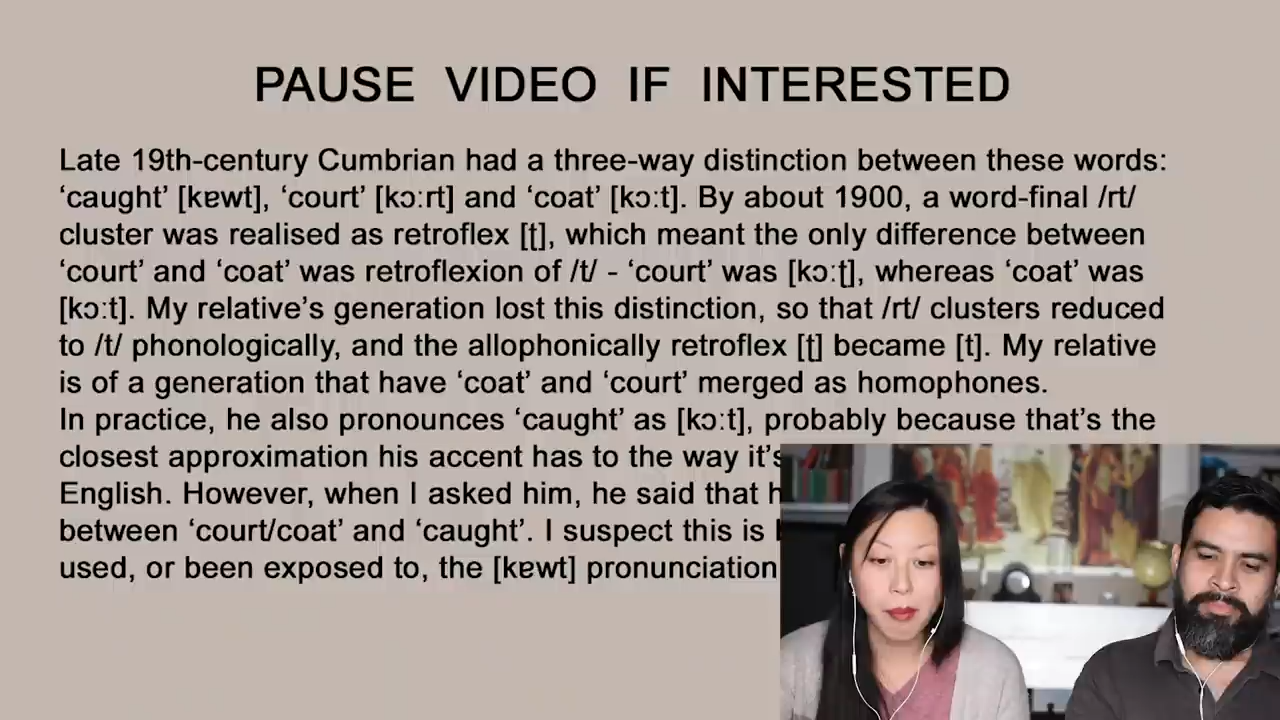 PAUSE VIDEO IF INTERESTED
Late 19th-century Cumbrian had a three-way distinction between these words:
‘caught’ [kɐwt], ‘court’ [kɔːrt] and ‘coat’ [kɔːt]. By about 1900, a word-final /rt/
cluster was realised as retroflex [ʈ], which meant the only difference between
‘court’ and ‘coat’ was retroflexion of /t/ - ‘court’ was [kɔːʈ], whereas ‘coat’ was
[kɔːt]. My relative’s generation lost this distinction, so that /rt/ clusters reduced
to /t/ phonologically, and the allophonically retroflex [ʈ] became [t]. My relative
is of a generation that have ‘coat’ and ‘court’ merged as homophones.
In practice, he also pronounces ‘caught’ as [kɔːt], probably because that’s the
closest approximation his accent has to the way it’s
English. However, when I asked him, he said that
between ‘court/coat’ and ‘caught’. I suspect this is
used, or been exposed to, the [kɐwt] pronunciation